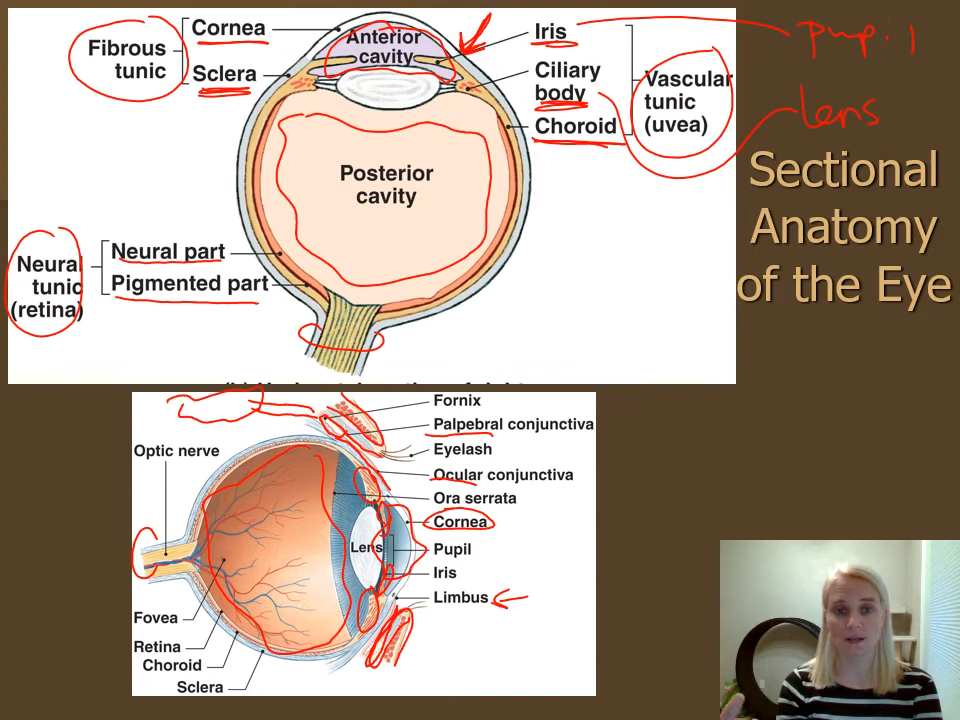 Cornea
Fibrous
tunic
Sclera
Anterior
cavity
Iris
Ciliary
body
Choroid
Vascular
tunic
(uvea)
pupil
lens
Posterior
cavity
Neural
tunic
(retina)
Neural part
Pigmented part
Sectional
Anatomy
of the Eye
Fornix
Palpebral conjunctiva
Eyelash
Ocular conjunctiva
Ora serrata
Cornea
Pupil
Iris
Limbus
Optic nerve
Lens
Fovea
Retina
Choroid
Sclera